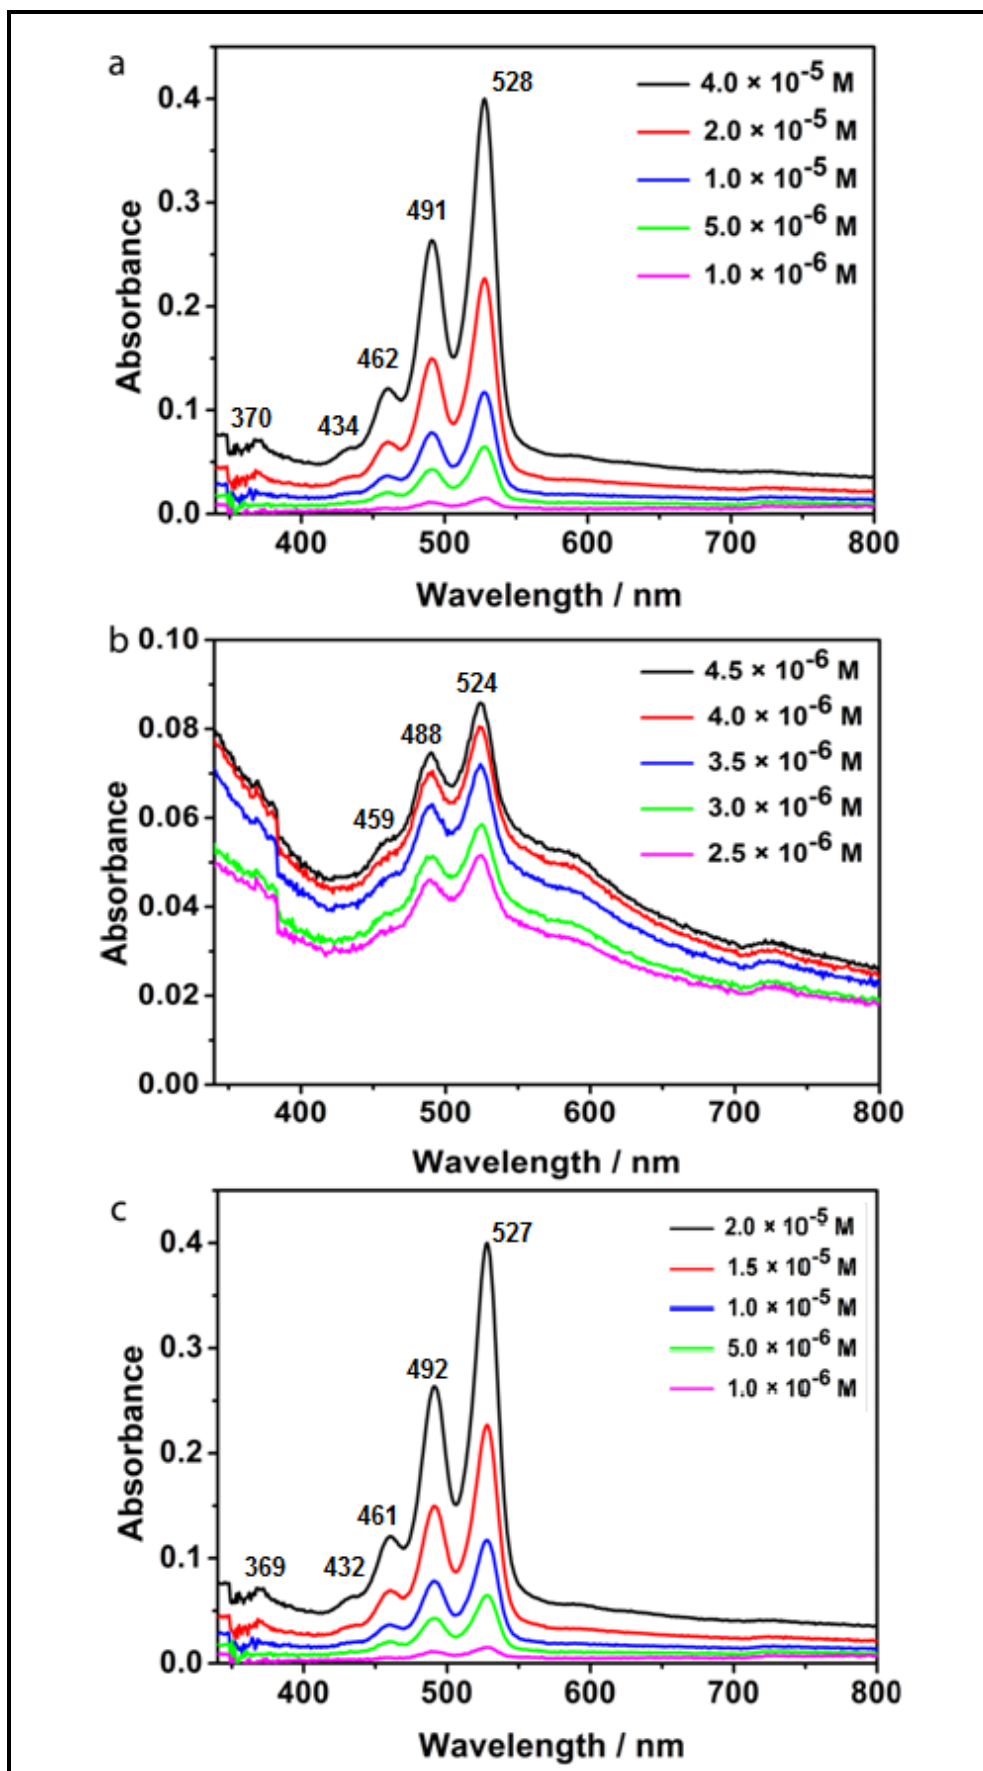 a
528
491
462
434
370
4.0 × 10⁻⁵ M
2.0 × 10⁻⁵ M
1.0 × 10⁻⁵ M
5.0 × 10⁻⁶ M
1.0 × 10⁻⁶ M
0.4
0.3
0.2
0.1
0.0
Absorbance
400 500 600 700 800
Wavelength / nm
b
524
488
459
4.5 × 10⁻⁶ M
4.0 × 10⁻⁶ M
3.5 × 10⁻⁶ M
3.0 × 10⁻⁶ M
2.5 × 10⁻⁶ M
0.10
0.08
0.06
0.04
0.02
0.00
Absorbance
400 500 600 700 800
Wavelength / nm
c
527
492
461
432
369
2.0 × 10⁻⁵ M
1.5 × 10⁻⁵ M
1.0 × 10⁻⁵ M
5.0 × 10⁻⁶ M
1.0 × 10⁻⁶ M
0.4
0.3
0.2
0.1
0.0
Absorbance
400 500 600 700 800
Wavelength / nm